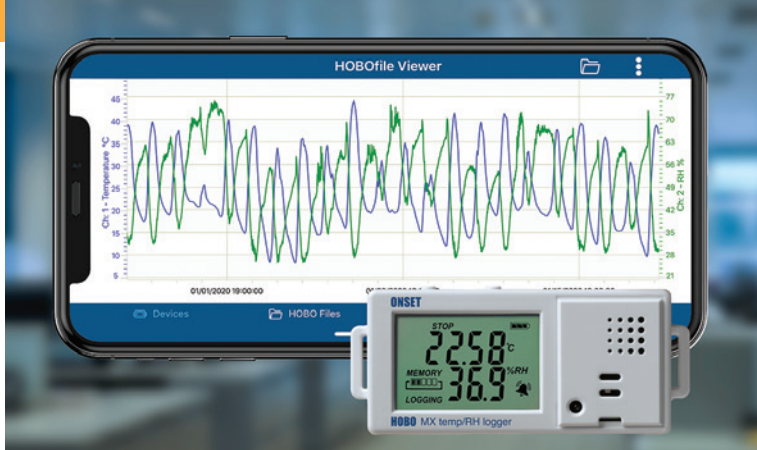 HOBOfile Viewer
Ch: 1 - Temperature °C
45
40
35
30
25
20
15
10
5
77
70
63
56
49
42
35
28
21
Ch: 2 - RH %
01/01/2020 19:00:00
Devices
HOBO Files
ONSET
STOP
22.58 °C
MEMORY
36.9 %RH
LOGGING
HOBO MX temp/RH logger